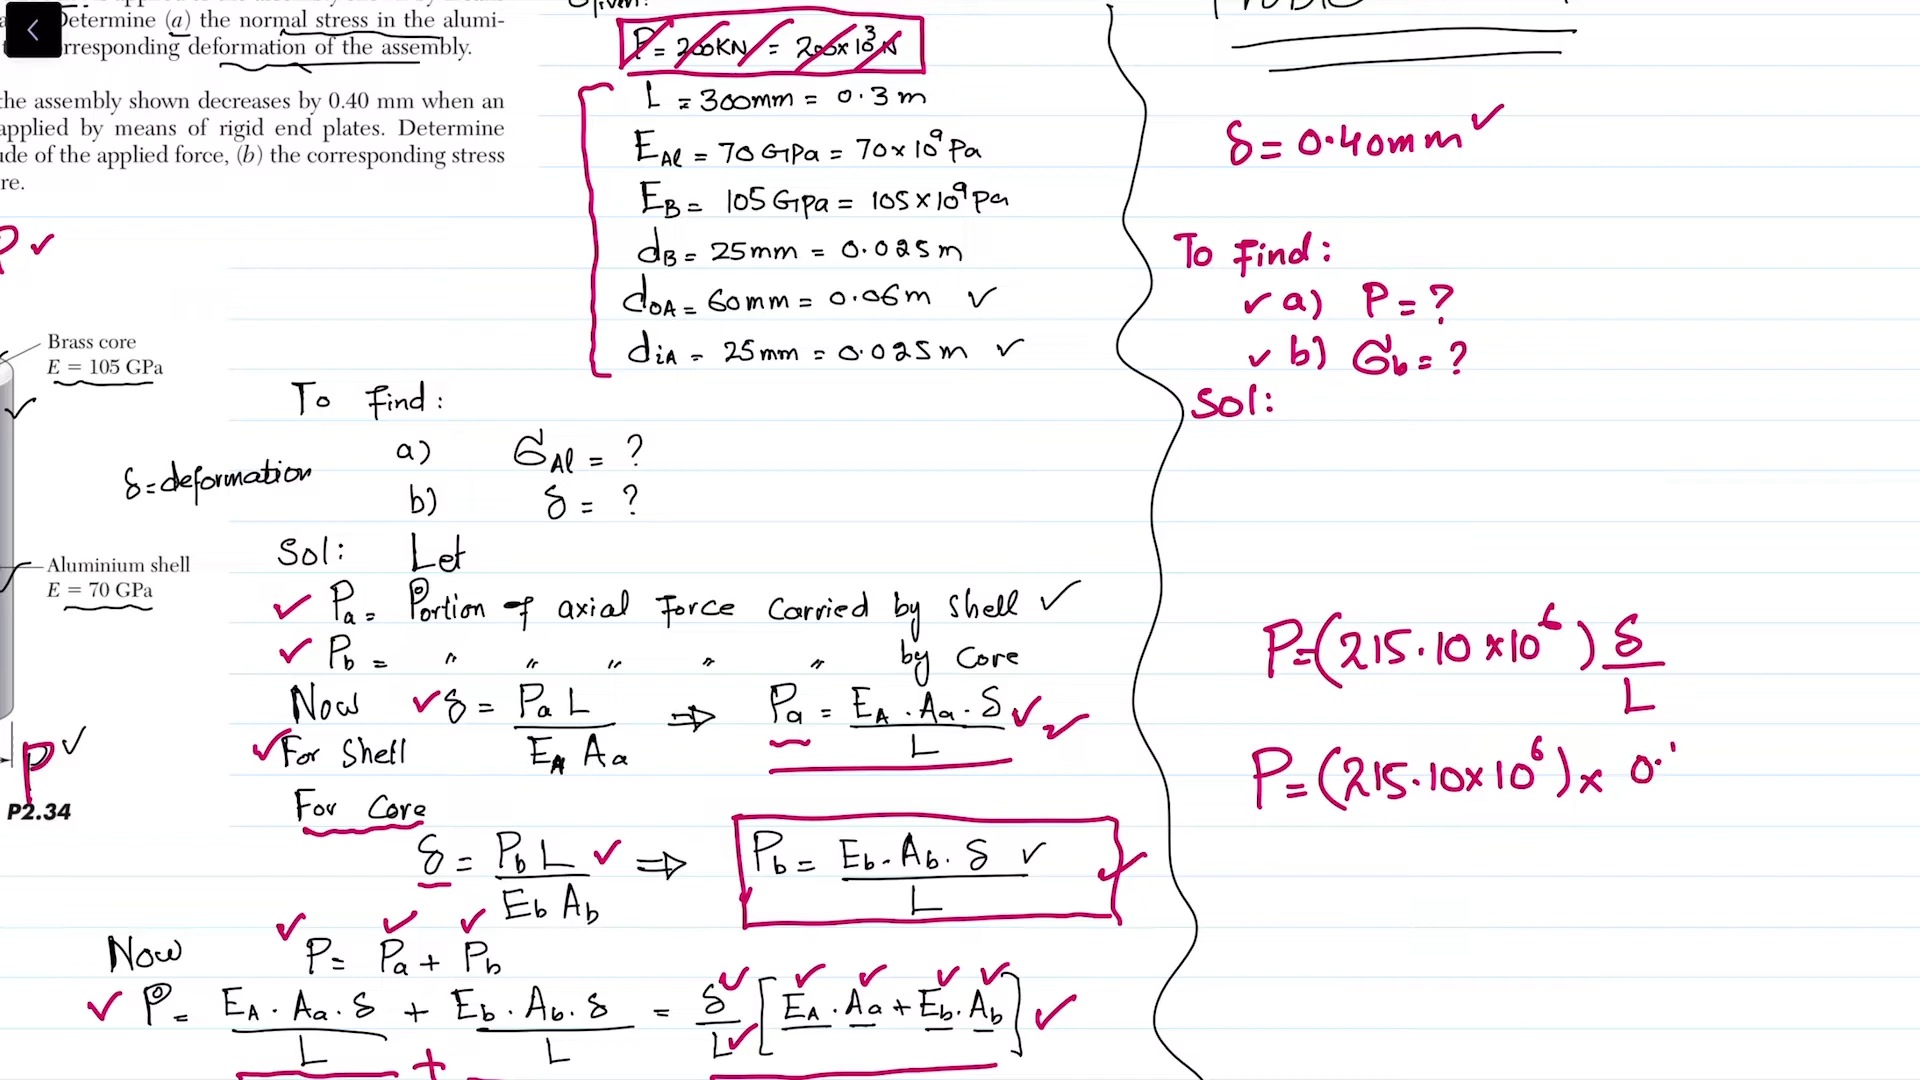 Determine (a) the normal stress in the alumi-
rresponding deformation of the assembly.
the assembly shown decreases by 0.40 mm when an
applied by means of rigid end plates. Determine
de of the applied force, (b) the corresponding stress
re.
P ✓
Brass core
E = 105 GPa
Aluminium shell
E = 70 GPa
P ✓
P2.34
δ = deformation
Given:
P = 200KN = 200×10³N
L = 300mm = 0.3 m
E_Al = 70 GPa = 70×10⁹ Pa
E_B = 105 GPa = 105×10⁹ Pa
d_B = 25mm = 0.025m
d_OA = 60mm = 0.06m ✓
d_iA = 25mm = 0.025m ✓
To find :
a) σ_Al = ?
b) δ = ?
Sol: Let
✓ P_a = Portion of axial Force Carried by Shell ✓
✓ P_b = " " " " " by Core
Now ✓ δ = P_a L / E_A A_a ⇒ P_a = E_A . A_a . δ / L ✓✓
✓ For Shell
For Core
δ = P_b L / E_b A_b ✓ ⇒ P_b = E_b . A_b . δ / L ✓
Now P = P_a + P_b
✓ P = E_A . A_a . δ / L + E_b . A_b . δ / L = δ / L [E_A . A_a + E_b . A_b] ✓
δ = 0.40mm ✓
To Find :
✓ a) P = ?
✓ b) σ_b = ?
Sol:
P = (215.10×10⁶) δ / L
P = (215.10×10⁶) × 0.